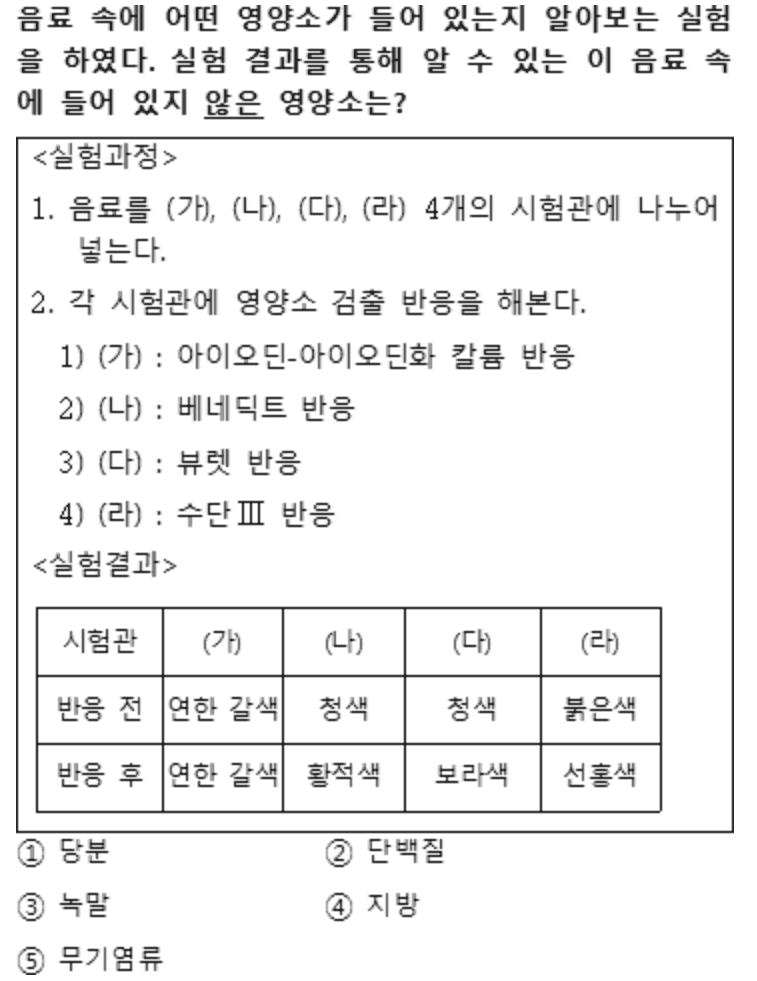 음료 속에 어떤 영양소가 들어 있는지 알아보는 실험
을 하였다. 실험 결과를 통해 알 수 있는 이 음료 속
에 들어 있지 않은 영양소는?
<실험과정>
1. 음료를 (가), (나), (다), (라) 4개의 시험관에 나누어
넣는다.
2. 각 시험관에 영양소 검출 반응을 해본다.
1) (가) : 아이오딘-아이오딘화 칼륨 반응
2) (나) : 베네딕트 반응
3) (다) : 뷰렛 반응
4) (라) : 수단Ⅲ 반응
<실험결과>
시험관 (가) (나) (다) (라)
반응 전 연한 갈색 청색 청색 붉은색
반응 후 연한 갈색 황적색 보라색 선홍색
① 당분 ② 단백질
③ 녹말 ④ 지방
⑤ 무기염류